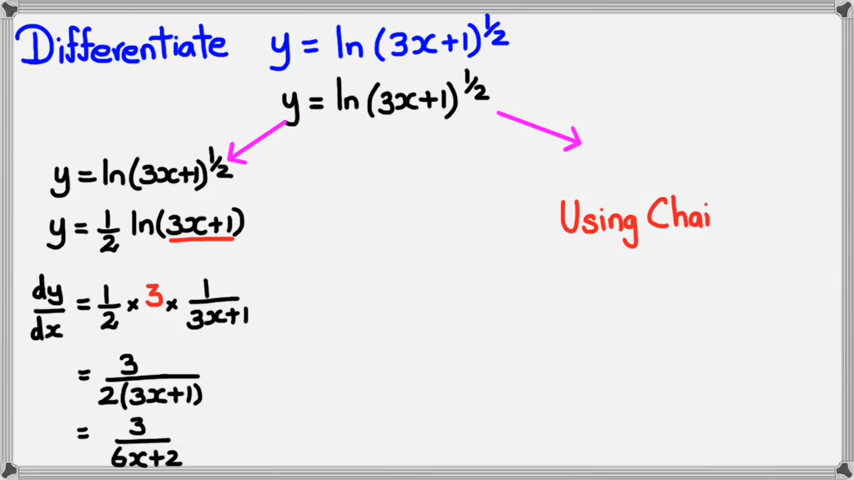 Differentiate y = ln(3x+1)^½
y = ln(3x+1)^½
y = ln(3x+1)^½
y = 1/2 ln(3x+1)
dy/dx = 1/2 × 3 × 1/(3x+1)
= 3/(2(3x+1))
= 3/(6x+2)
Using Chai